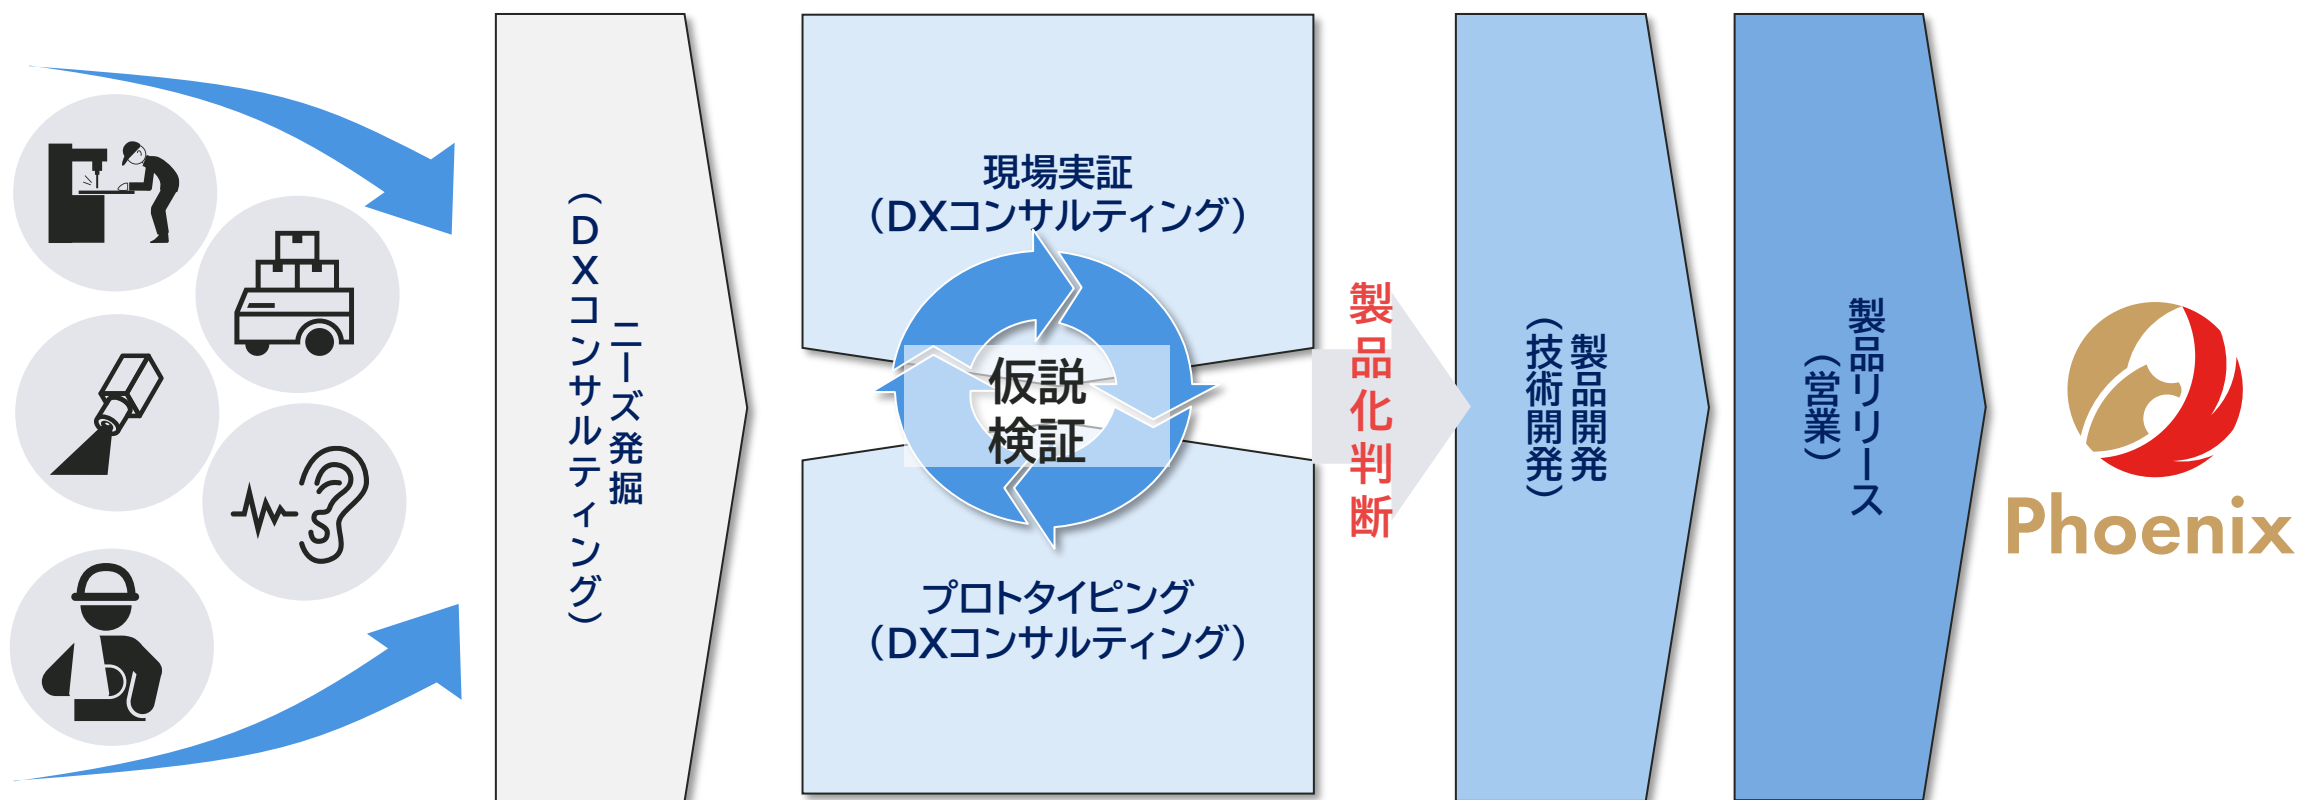 ニーズ発掘
（DXコンサルティング）
現場実証
（DXコンサルティング）
仮説
検証
プロトタイピング
（DXコンサルティング）
製品化判断
製品開発
（技術開発）
製品リリース
（営業）
Phoenix